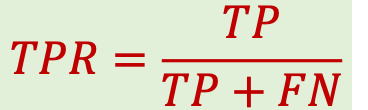 TPR = TP / (TP + FN)